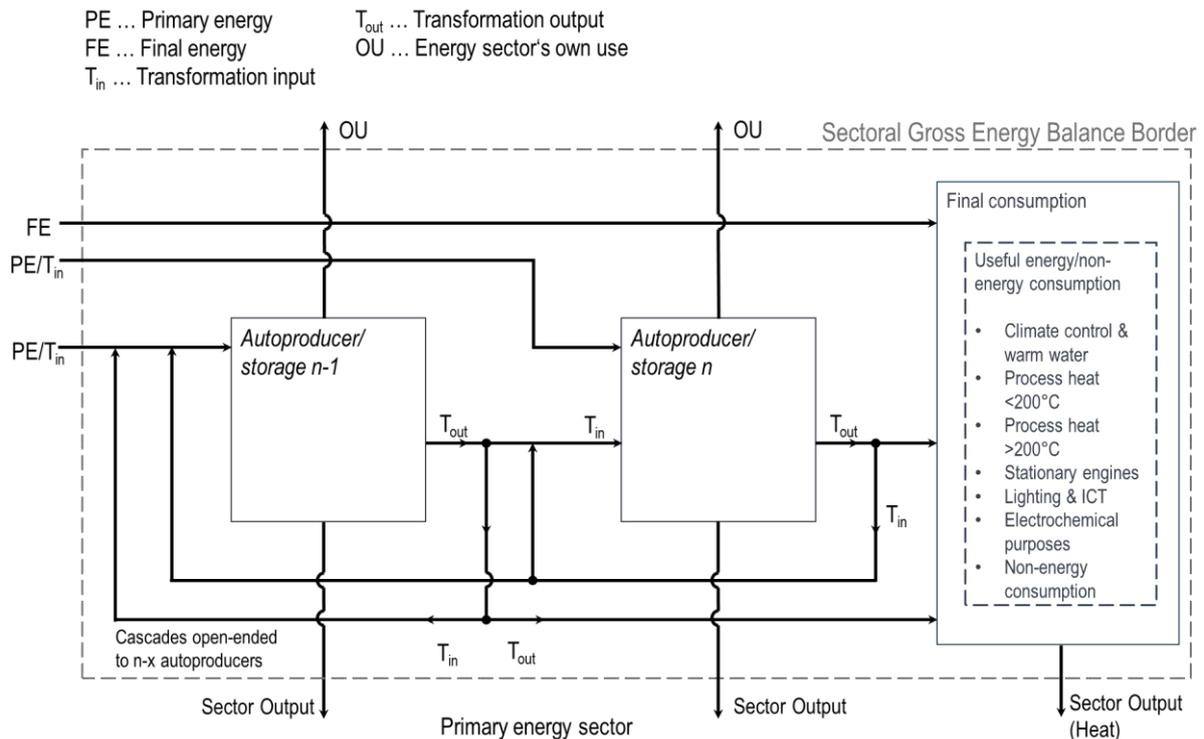 PE … Primary energy
FE … Final energy
Tin … Transformation input
Tout … Transformation output
OU … Energy sector‘s own use
OU
OU
Sectoral Gross Energy Balance Border
FE
PE/Tin
PE/Tin
Autoproducer/
storage n-1
Autoproducer/
storage n
Tout
Tin
Tout
Tin
Final consumption
Useful energy/non-
energy consumption
• Climate control &
warm water
• Process heat
<200°C
• Process heat
>200°C
• Stationary engines
• Lighting & ICT
• Electrochemical
purposes
• Non-energy
consumption
Cascades open-ended
to n-x autoproducers
Tin
Tout
Sector Output
Primary energy sector
Sector Output
Sector Output
(Heat)